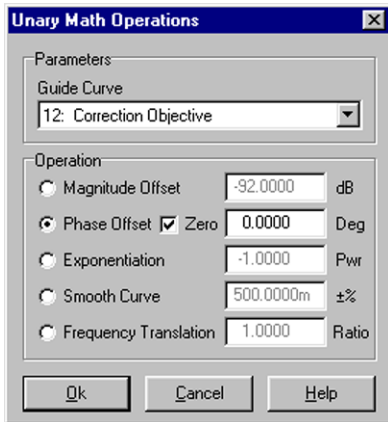 Unary Math Operations
Parameters
Guide Curve
12: Correction Objective
Operation
Magnitude Offset -92.0000 dB
Phase Offset Zero 0.0000 Deg
Exponentiation -1.0000 Pwr
Smooth Curve 500.0000m ±%
Frequency Translation 1.0000 Ratio
Ok Cancel Help